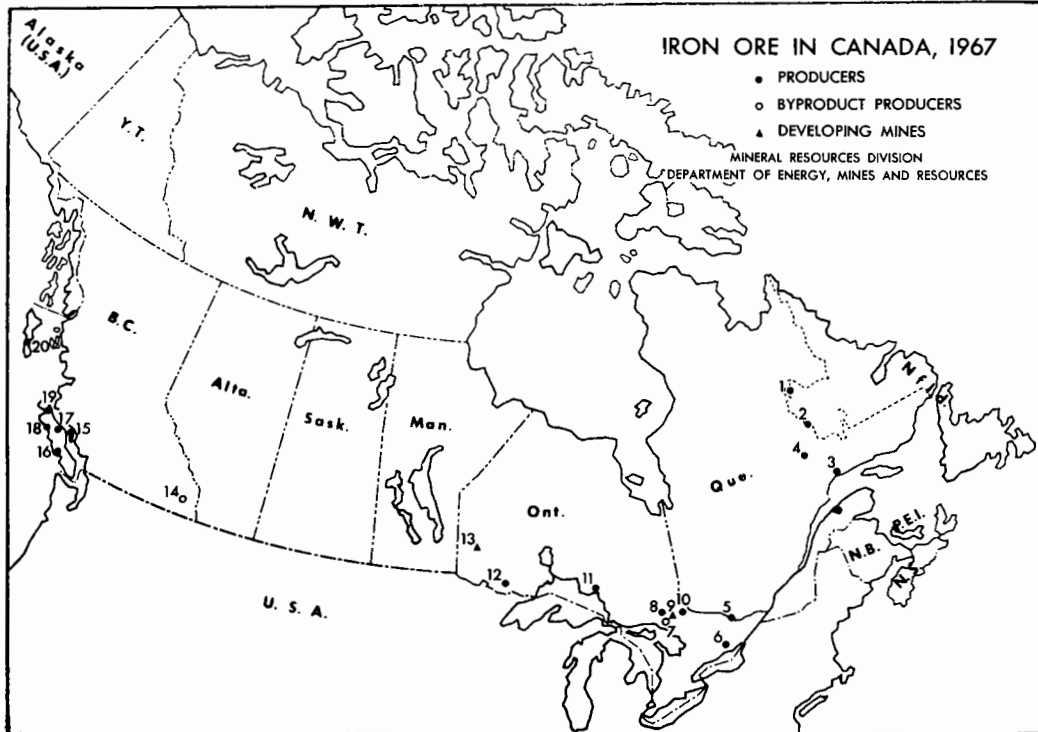 Alaska
(U.S.A.)
IRON ORE IN CANADA, 1967
PRODUCERS
BYPRODUCT PRODUCERS
DEVELOPING MINES
MINERAL RESOURCES DIVISION
DEPARTMENT OF ENERGY, MINES AND RESOURCES
Y.T.
N. W. T.
B.C.
Alta.
Sask.
Man.
Ont.
Que.
Nfld.
P.E.I.
N.B.
N.
U. S. A.
1
2
3
4
5
6
7
8
9
10
11
12
13
14
15
16
17
18
19
20